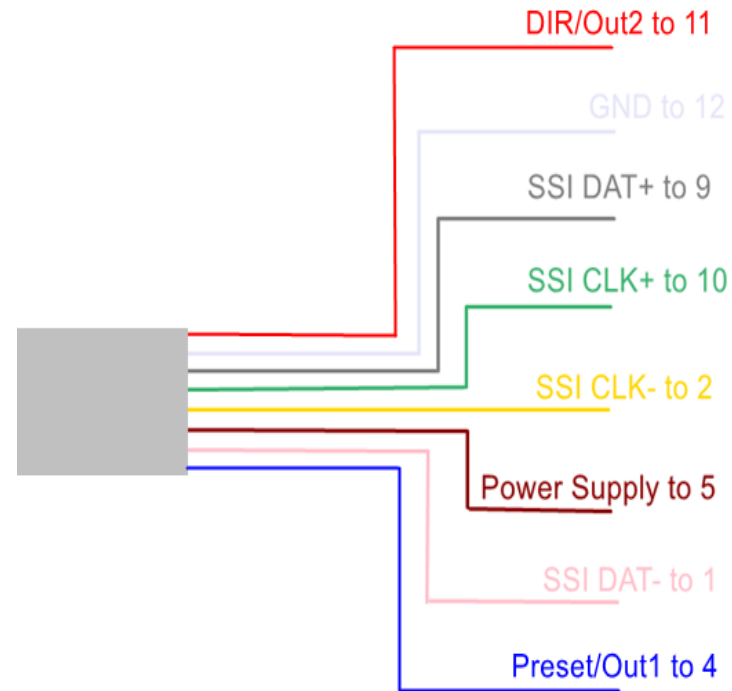 DIR/Out2 to 11
GND to 12
SSI DAT+ to 9
SSI CLK+ to 10
SSI CLK- to 2
Power Supply to 5
SSI DAT- to 1
Preset/Out1 to 4